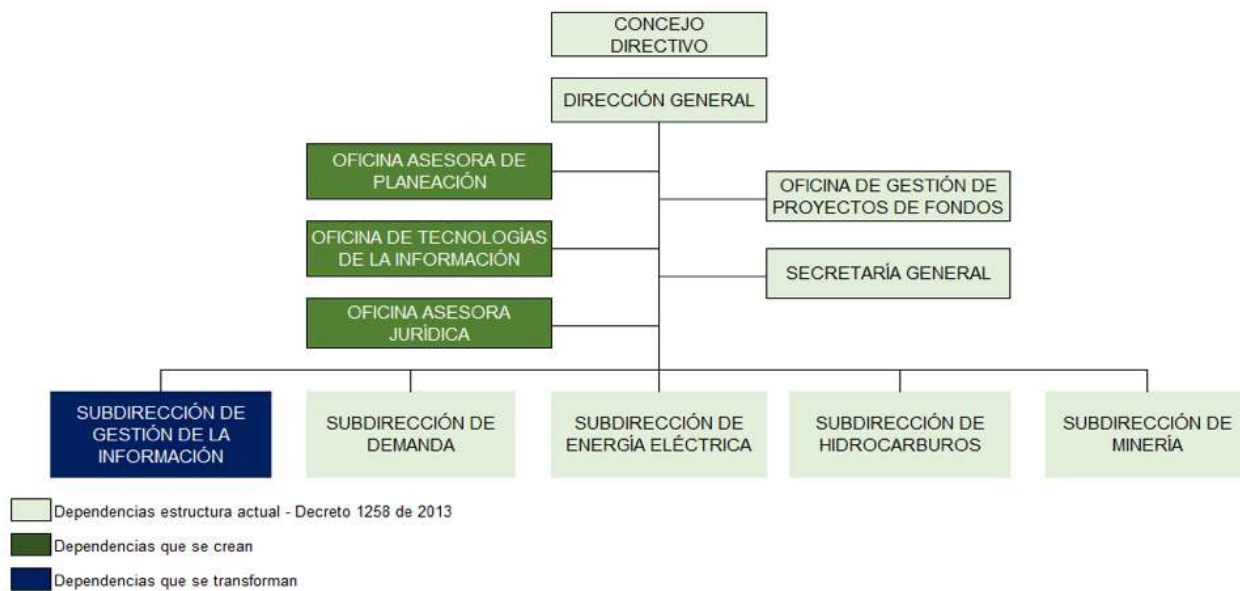 CONCEJO
DIRECTIVO
DIRECCIÓN GENERAL
OFICINA ASESORA DE
PLANEACIÓN
OFICINA DE GESTIÓN DE
PROYECTOS DE FONDOS
OFICINA DE TECNOLOGÍAS
DE LA INFORMACIÓN
SECRETARÍA GENERAL
OFICINA ASESORA
JURÍDICA
SUBDIRECCIÓN DE
GESTIÓN DE LA
INFORMACIÓN
SUBDIRECCIÓN DE
DEMANDA
SUBDIRECCIÓN DE
ENERGÍA ELÉCTRICA
SUBDIRECCIÓN DE
HIDROCARBUROS
SUBDIRECCIÓN DE
MINERÍA
Dependencias estructura actual - Decreto 1258 de 2013
Dependencias que se crean
Dependencias que se transforman